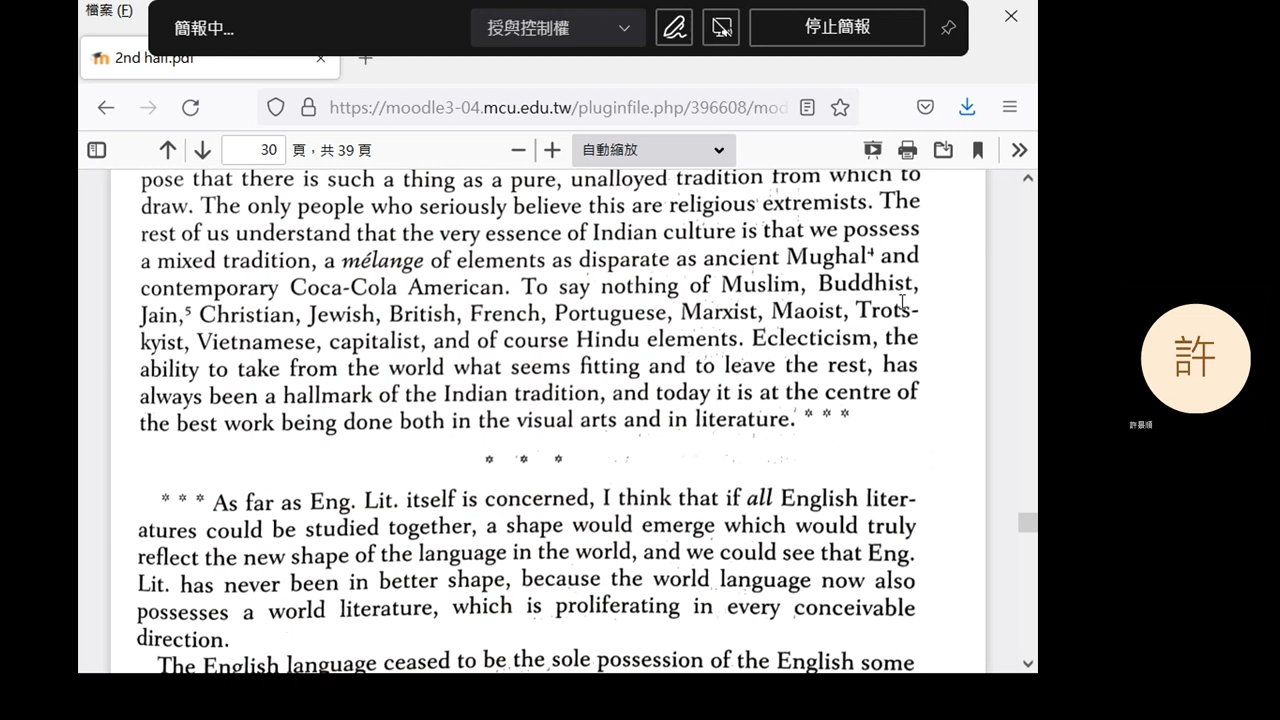 檔案 (F)
簡報中...
授與控制權
停止簡報
2nd half.pdf
https://moodle3-04.mcu.edu.tw/pluginfile.php/396608/mod
30 頁，共 39 頁
自動縮放
pose that there is such a thing as a pure, unalloyed tradition from which to
draw. The only people who seriously believe this are religious extremists. The
rest of us understand that the very essence of Indian culture is that we possess
a mixed tradition, a mélange of elements as disparate as ancient Mughal⁴ and
contemporary Coca-Cola American. To say nothing of Muslim, Buddhist,
Jain,⁵ Christian, Jewish, British, French, Portuguese, Marxist, Maoist, Trots-
kyist, Vietnamese, capitalist, and of course Hindu elements. Eclecticism, the
ability to take from the world what seems fitting and to leave the rest, has
always been a hallmark of the Indian tradition, and today it is at the centre of
the best work being done both in the visual arts and in literature. * * *
* * *
* * * As far as Eng. Lit. itself is concerned, I think that if all English liter-
atures could be studied together, a shape would emerge which would truly
reflect the new shape of the language in the world, and we could see that Eng.
Lit. has never been in better shape, because the world language now also
possesses a world literature, which is proliferating in every conceivable
direction.
The English language ceased to be the sole possession of the English some
許
許景順